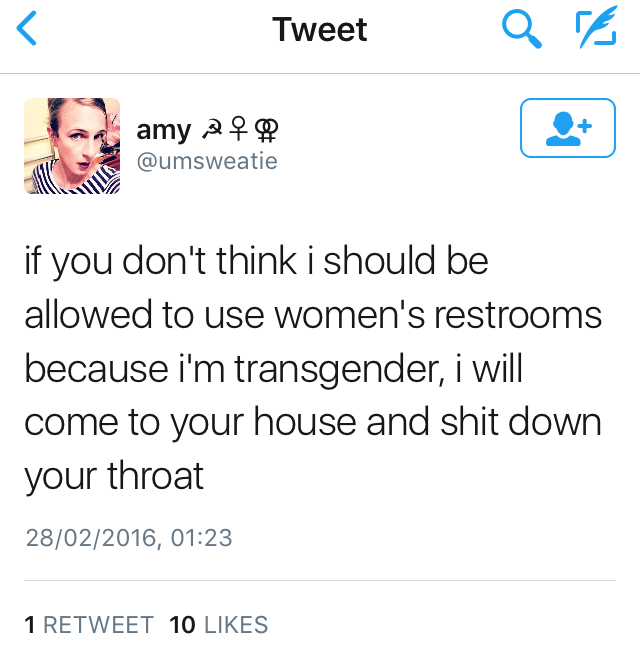 Tweet
amy ☭♀⚢
@umsweatie
if you don't think i should be
allowed to use women's restrooms
because i'm transgender, i will
come to your house and shit down
your throat
28/02/2016, 01:23
1 RETWEET 10 LIKES